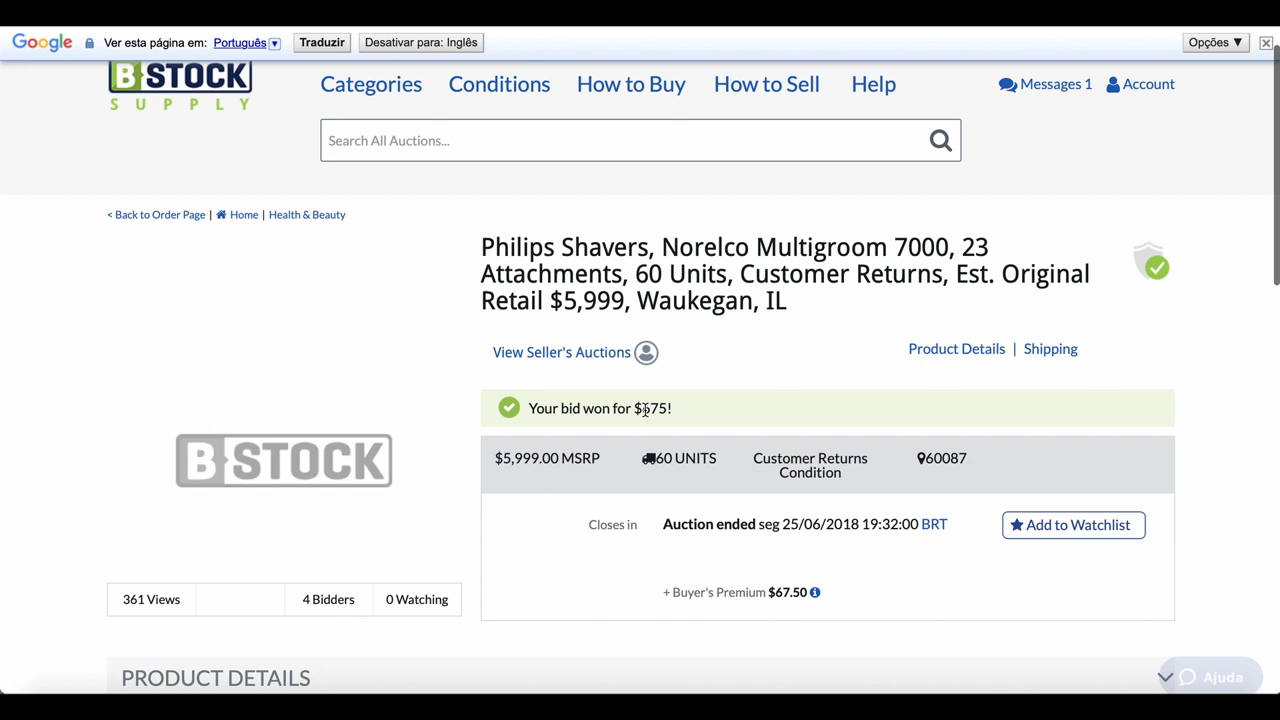 Google Ver esta página em: Português Traduzir Desativar para: Inglês Opções ▼
B STOCK
SUPPLY
Categories Conditions How to Buy How to Sell Help Messages 1 Account
Search All Auctions...
< Back to Order Page | Home | Health & Beauty
Philips Shavers, Norelco Multigroom 7000, 23
Attachments, 60 Units, Customer Returns, Est. Original
Retail $5,999, Waukegan, IL
View Seller's Auctions Product Details | Shipping
Your bid won for $675!
$5,999.00 MSRP 60 UNITS Customer Returns 60087
Condition
B STOCK
Closes in Auction ended seg 25/06/2018 19:32:00 BRT Add to Watchlist
+ Buyer's Premium $67.50
361 Views 4 Bidders 0 Watching
PRODUCT DETAILS
Ajuda